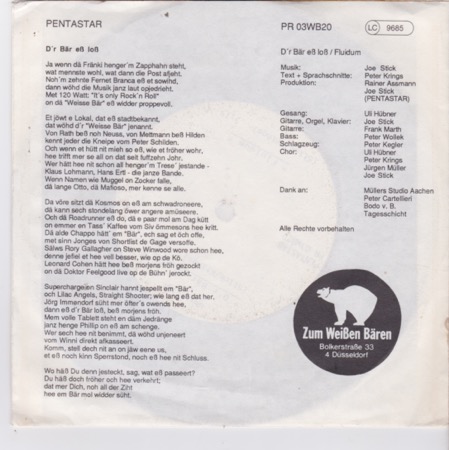 PENTASTAR
PR 03WB20
LC 9685
D'r Bär eß loß
Ja wenn dä Fränki henger'm Zapphahn steht,
wat mennste wohl, wat dann die Post afjeht.
Noh'm zehnte Fernet Branca eß et sowihd,
dann wöhd die Musik janz laut opjedrieht.
Met 120 Watt: "It's only Rock'n Roll"
on dä "Weisse Bär" eß widder proppevoll.
Et jöwt e Lokal, dat eß stadtbekannt,
dat wöhd d'r "Weisse Bär" jenannt.
Von Rath beß noh Neuss, von Mettmann beß Hilden
kennt jeder die Kneipe vom Peter Schilden.
Och wenn et hütt nit mieh so eß, wie et fröher wohr,
hee trifft mer se all on dat seit fuffzehn Johr.
Wer hätt hee nit schon all henger'm Trese' jestande -
Klaus Lohmann, Hans Ertl - die janze Bande.
Wenn Namen wie Muggel on Zocker falle,
dä lange Otto, dä Mafioso, mer kenne se alle.
Da vöre sitzt dä Kosmos on eß am schwadroneere,
dä kann sech stondelang öwer angere amüseere.
Och dä Roadrunner eß do, dä e paar mol am Dag kütt
on emmer en Tass' Kaffee vom Siv ömmesons hee kritt.
Dä alde Chappo hätt' em "Bär", ech sag et och offe,
met sinn Jonges von Shortlist de Gage versoffe.
Sälws Rory Gallagher on Steve Winwood wore schon hee,
denne jefiel et hee vell besser, wie op de Kö.
Leonard Cohen hätt hee beß morjens fröh gezockt
on dä Doktor Feelgood live op de Bühn' jerockt.
Superchargeien Sinclair hannt jespellt em "Bär",
och Lilac Angels, Straight Shooter; wie lang eß dat her.
Jörg Immendorf süht mer öfter's owends hee,
dann eß d'r Bär loß, beß morjens fröh.
Mem volle Tablett steht en däm Jedränge
janz henge Phillip on eß am schenge.
Wer sech hee nit benimmt, dä wöhd unjeneert
vom Winni direkt afkasseert.
Komm, stell dech nit an on jäw eene us,
et eß noch kinn Sperrstond, noch eß hee nit Schluss.
Wo häß Du denn jesteckt, sag, wat eß passeert?
Du häß doch fröher och hee verkehrt;
dat mer Dich, noh all der Ziht
hee em Bär mol widder süht.
D'r Bär eß loß / Fluidum
Musik: Joe Stick
Text + Sprachschnitte: Peter Krings
Produktion: Rainer Assmann
Joe Stick
(PENTASTAR)
Gesang: Uli Hübner
Gitarre, Orgel, Klavier: Joe Stick
Gitarre: Frank Marth
Bass: Peter Wollek
Schlagzeug: Peter Kegler
Chor: Uli Hübner
Peter Krings
Jürgen Müller
Joe Stick
Dank an: Müllers Studio Aachen
Peter Cartellieri
Bodo v. B.
Tagesschicht
Alle Rechte vorbehalten
Zum Weißen Bären
Bolkerstraße 33
4 Düsseldorf